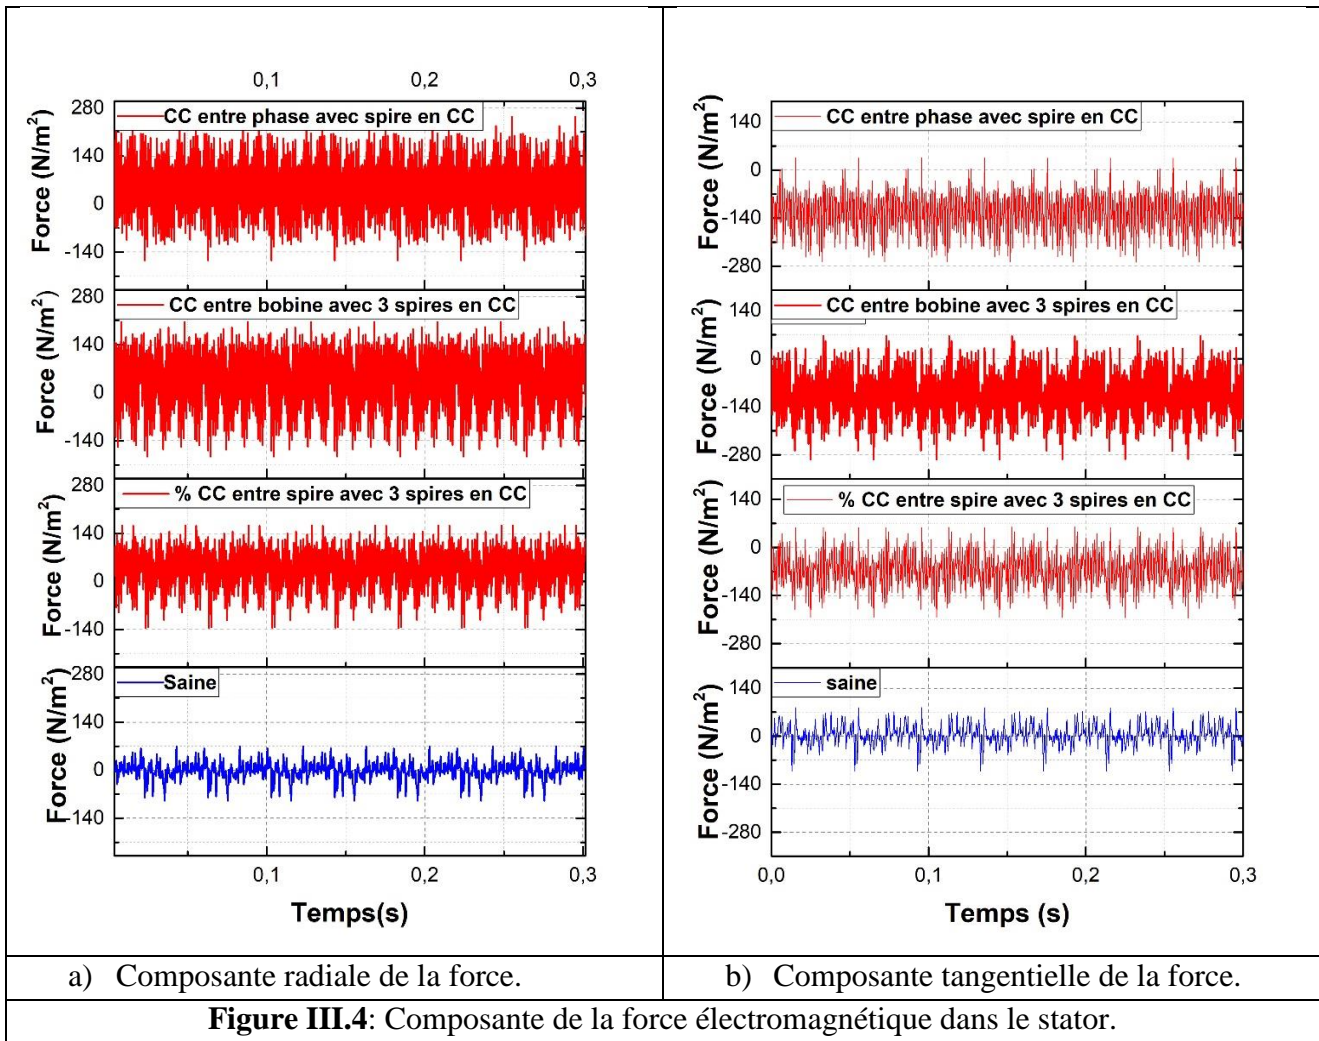 0,1 0,2 0,3
CC entre phase avec spire en CC
280
140
0
-140
Force (N/m²)
CC entre bobine avec 3 spires en CC
280
140
0
-140
Force (N/m²)
% CC entre spire avec 3 spires en CC
280
140
0
-140
Force (N/m²)
Saine
280
140
0
-140
Force (N/m²)
0,1 0,2 0,3
Temps(s)
CC entre phase avec spire en CC
140
0
-140
-280
Force (N/m²)
CC entre bobine avec 3 spires en CC
140
0
-140
-280
Force (N/m²)
% CC entre spire avec 3 spires en CC
140
0
-140
-280
Force (N/m²)
saine
140
0
-140
-280
Force (N/m²)
0,0 0,1 0,2 0,3
Temps (s)
a) Composante radiale de la force.
b) Composante tangentielle de la force.
Figure III.4: Composante de la force électromagnétique dans le stator.